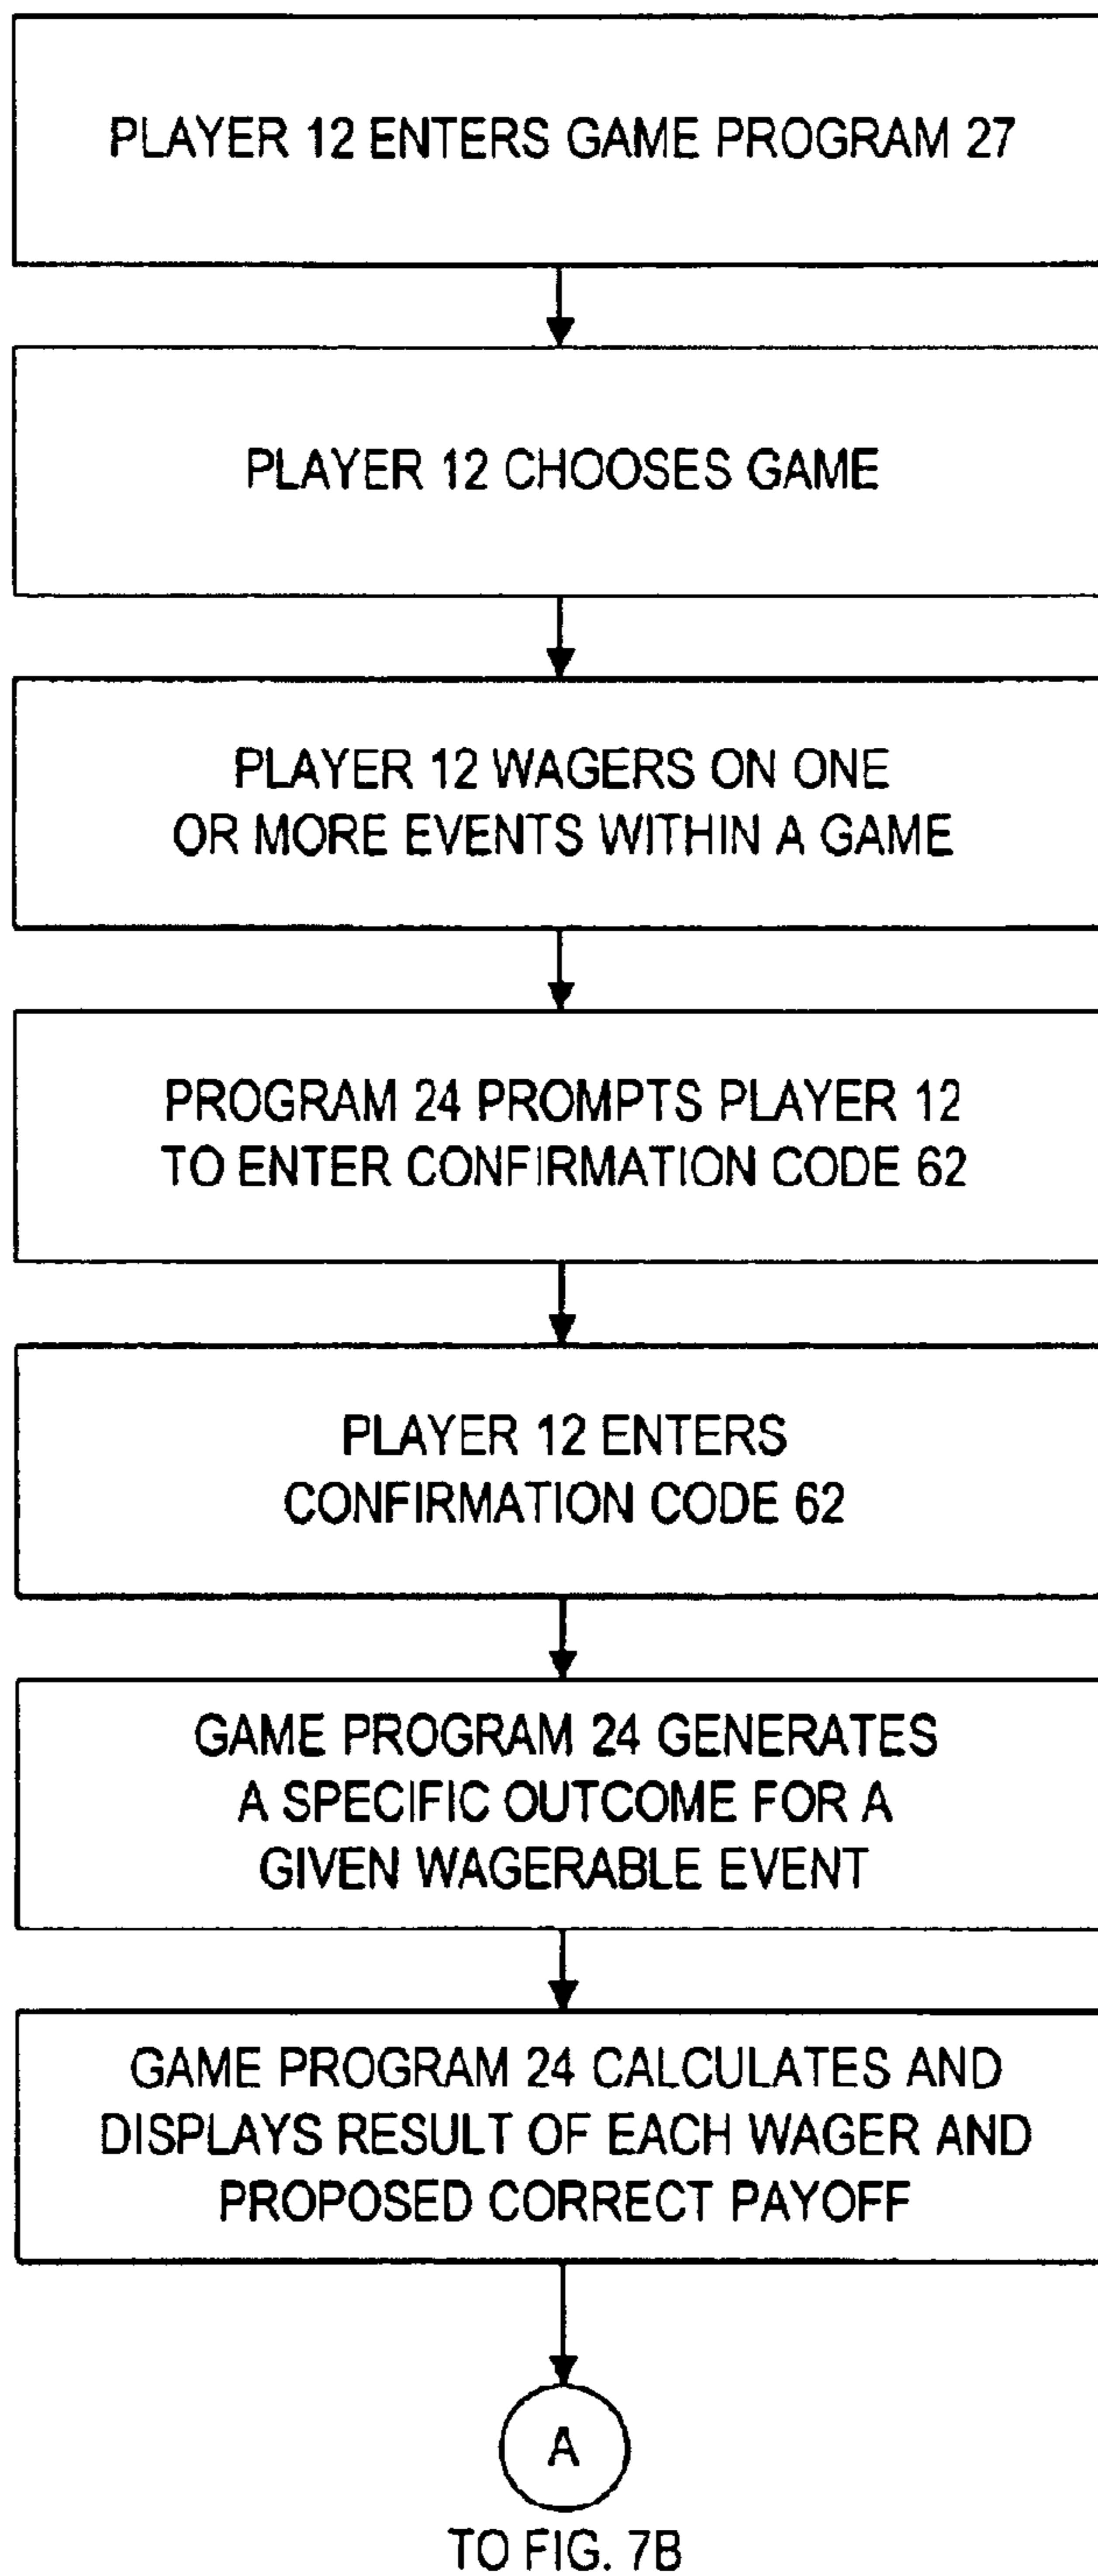 PLAYER 12 ENTERS GAME PROGRAM 27
PLAYER 12 CHOOSES GAME
PLAYER 12 WAGERS ON ONE
OR MORE EVENTS WITHIN A GAME
PROGRAM 24 PROMPTS PLAYER 12
TO ENTER CONFIRMATION CODE 62
PLAYER 12 ENTERS
CONFIRMATION CODE 62
GAME PROGRAM 24 GENERATES
A SPECIFIC OUTCOME FOR A
GIVEN WAGERABLE EVENT
GAME PROGRAM 24 CALCULATES AND
DISPLAYS RESULT OF EACH WAGER AND
PROPOSED CORRECT PAYOFF
A
TO FIG. 7B